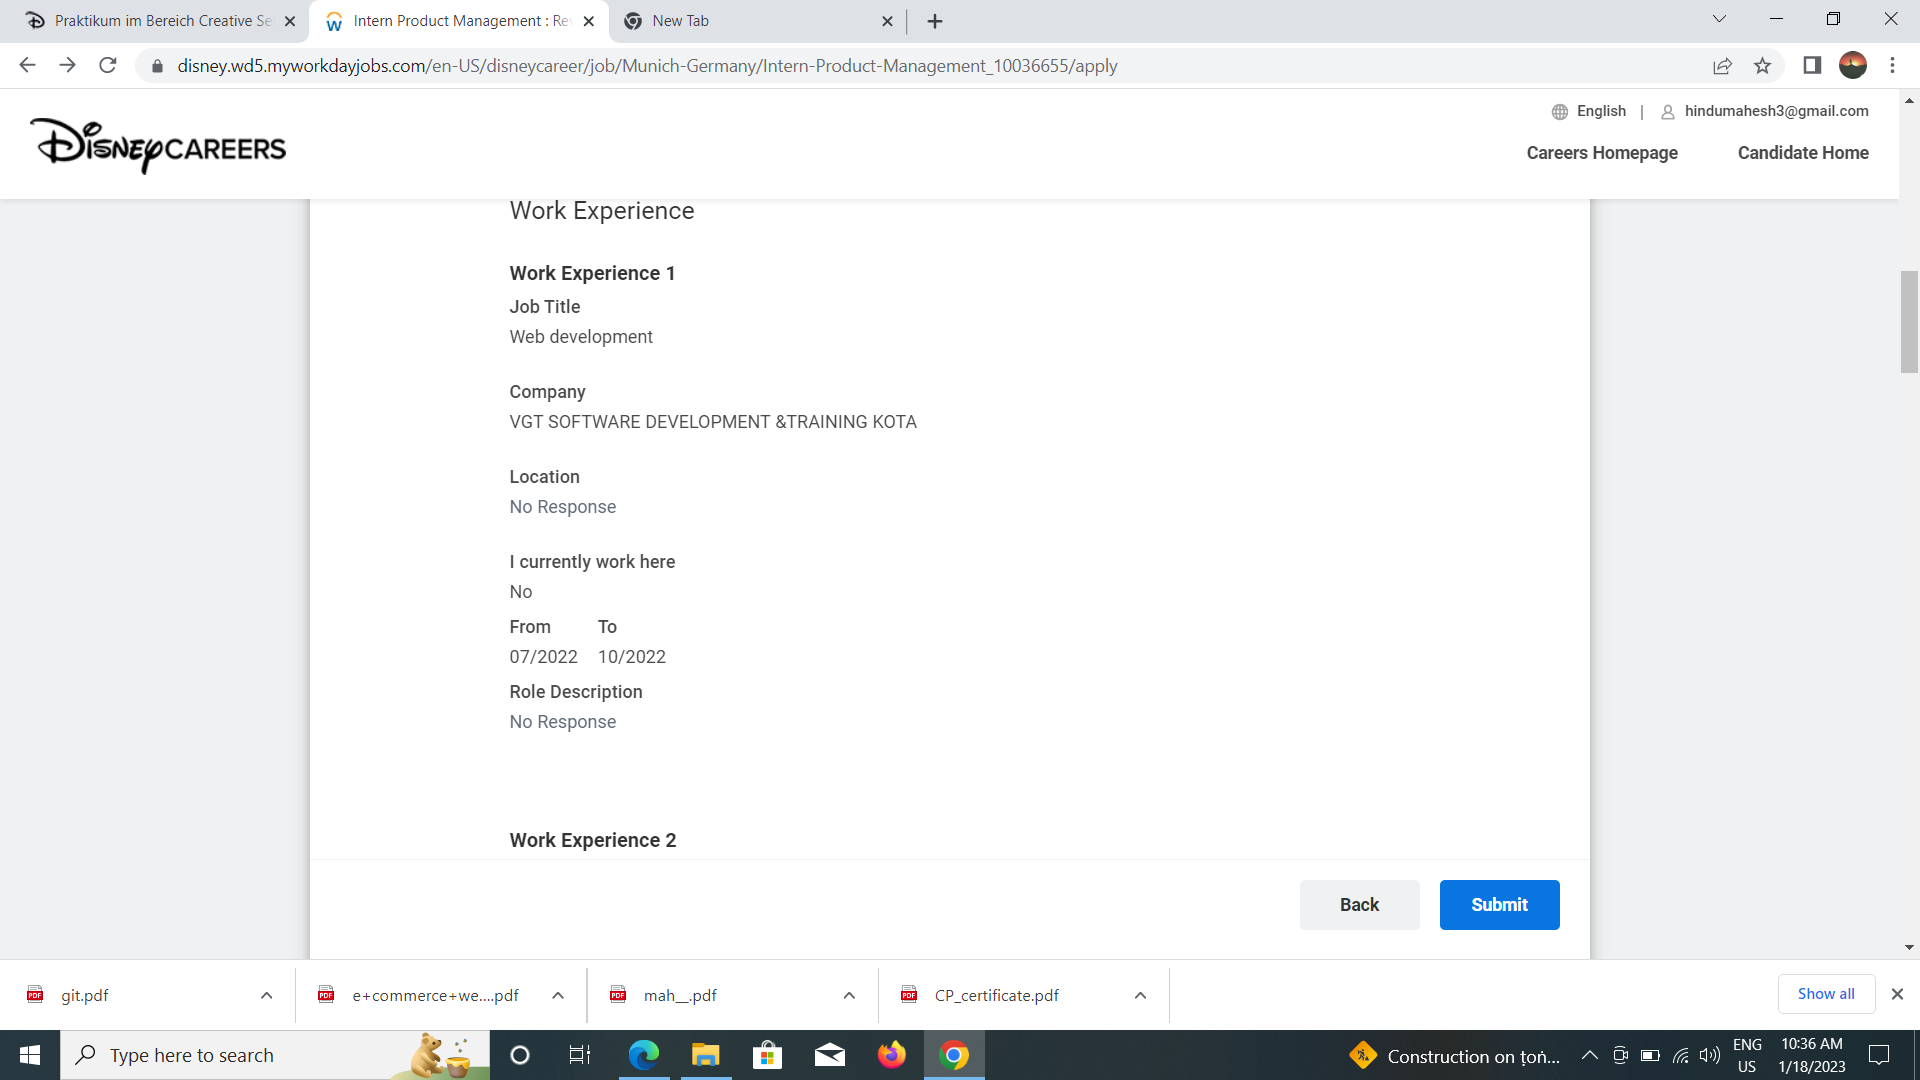 Praktikum im Bereich Creative Se
Intern Product Management : Re
New Tab
disney.wd5.myworkdayjobs.com/en-US/disneycareer/job/Munich-Germany/Intern-Product-Management_10036655/apply
English | hindumahesh3@gmail.com
Disney CAREERS
Careers Homepage
Candidate Home
Work Experience
Work Experience 1
Job Title
Web development
Company
VGT SOFTWARE DEVELOPMENT &TRAINING KOTA
Location
No Response
I currently work here
No
From To
07/2022 10/2022
Role Description
No Response
Work Experience 2
Back
Submit
git.pdf
e+commerce+we....pdf
mah__.pdf
CP_certificate.pdf
Show all
Type here to search
Construction on ṭoṅ...
ENG
US
10:36 AM
1/18/2023